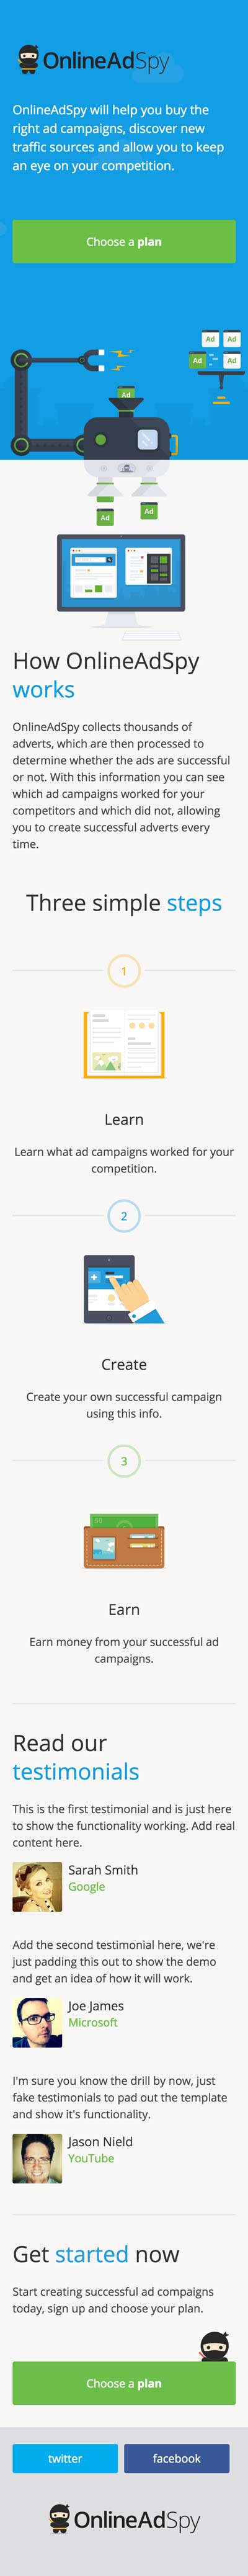 OnlineAdSpy
OnlineAdSpy will help you buy the
right ad campaigns, discover new
traffic sources and allow you to keep
an eye on your competition.
Choose a plan
Ad Ad
Ad Ad
Ad
Ad
Ad
How OnlineAdSpy
works
OnlineAdSpy collects thousands of
adverts, which are then processed to
determine whether the ads are successful
or not. With this information you can see
which ad campaigns worked for your
competitors and which did not, allowing
you to create successful adverts every
time.
Three simple steps
1
Learn
Learn what ad campaigns worked for your
competition.
2
Create
Create your own successful campaign
using this info.
3
Earn
Earn money from your successful ad
campaigns.
Read our
testimonials
This is the first testimonial and is just here
to show the functionality working. Add real
content here.
Sarah Smith
Google
Add the second testimonial here, we're
just padding this out to show the demo
and get an idea of how it will work.
Joe James
Microsoft
I'm sure you know the drill by now, just
fake testimonials to pad out the template
and show it's functionality.
Jason Nield
YouTube
Get started now
Start creating successful ad compaigns
today, sign up and choose your plan.
Choose a plan
twitter
facebook
OnlineAdSpy